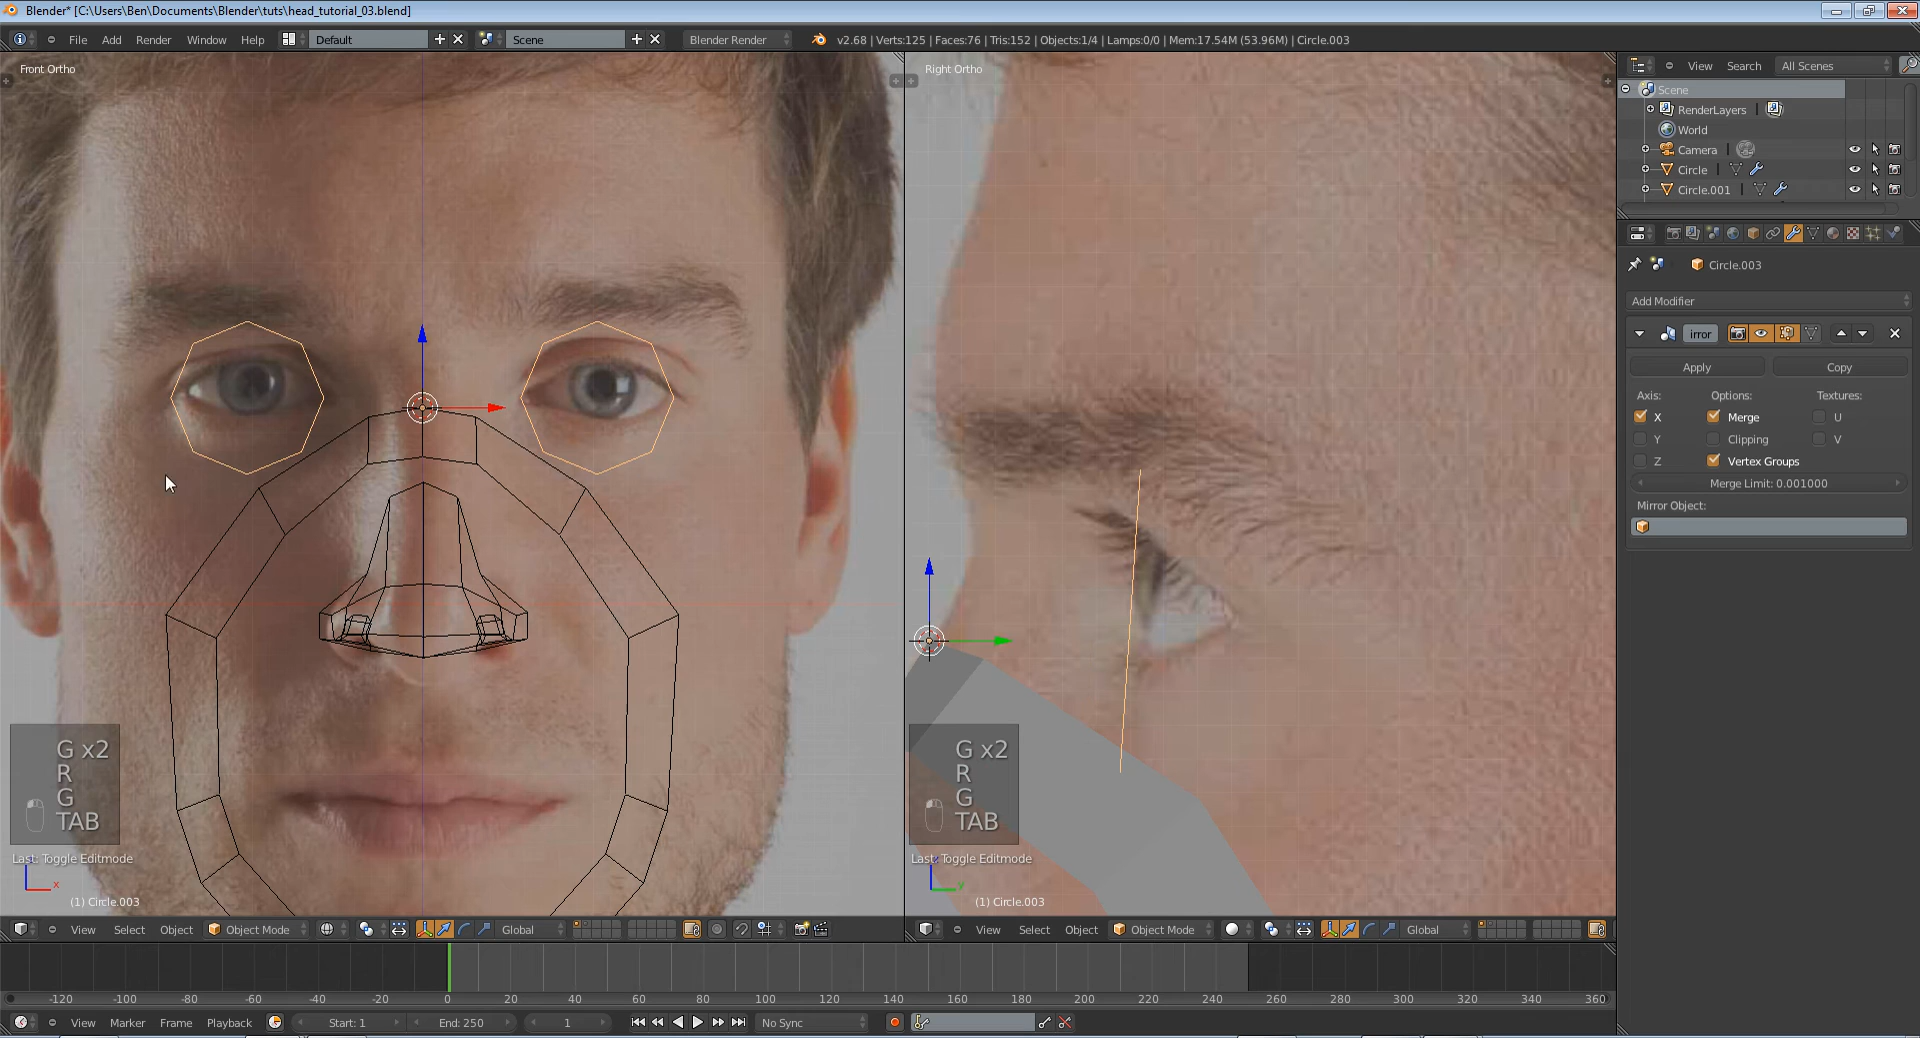 Blender* [C:\Users\Ben\Documents\Blender\tuts\head_tutorial_03.blend]
File Add Render Window Help Default Scene Blender Render v2.68 | Verts:125 | Faces:76 | Tris:152 | Objects:1/4 | Lamps:0/0 | Mem:17.54M (53.96M) | Circle.003
Front Ortho
Right Ortho
View Search All Scenes
Scene
RenderLayers
World
Camera
Circle
Circle.001
Circle.003
Add Modifier
irror
Apply Copy
Axis: Options: Textures:
X Merge U
Y Clipping V
Z Vertex Groups
Merge Limit: 0.001000
Mirror Object:
G x2
R
G
TAB
Last: Toggle Editmode
x
(1) Circle.003
G x2
R
G
TAB
Last: Toggle Editmode
y
(1) Circle.003
View Select Object Object Mode Global
View Select Object Object Mode Global
-120 -100 -80 -60 -40 -20 0 20 40 60 80 100 120 140 160 180 200 220 240 260 280 300 320 340 360
View Marker Frame Playback Start: 1 End: 250 1 No Sync